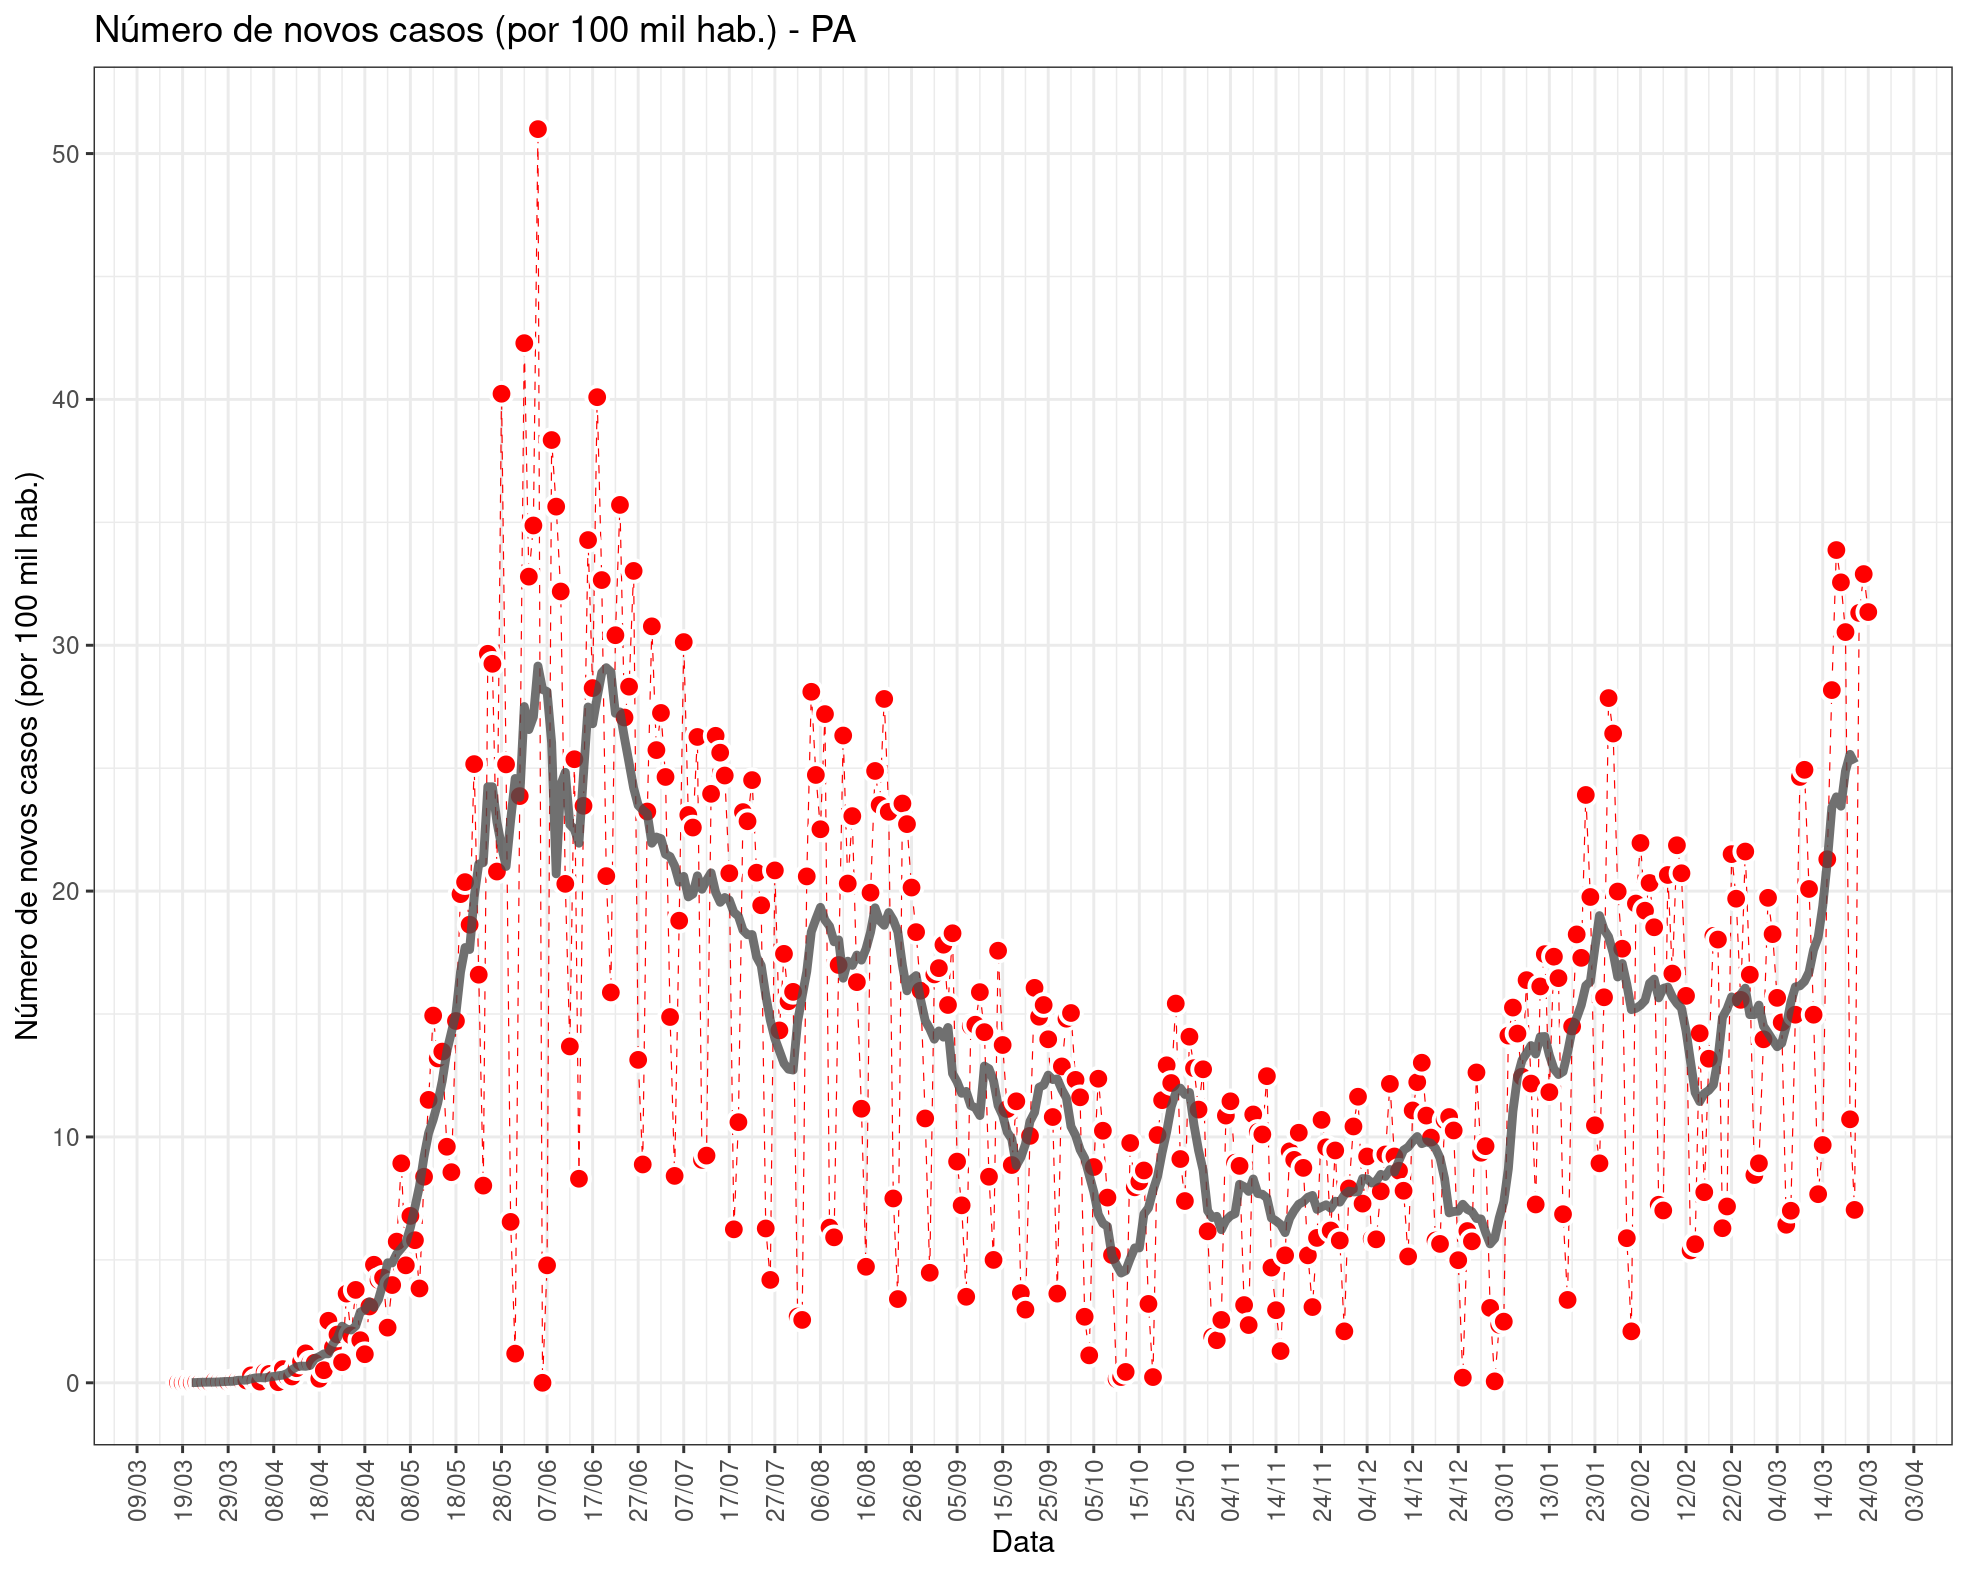 Número de novos casos (por 100 mil hab.) - PA
Número de novos casos (por 100 mil hab.)
50
40
30
20
10
0
09/03 19/03 29/03 08/04 18/04 28/04 08/05 18/05 28/05 07/06 17/06 27/06 07/07 17/07 27/07 06/08 16/08 26/08 05/09 15/09 25/09 05/10 15/10 25/10 04/11 14/11 24/11 04/12 14/12 24/12 03/01 13/01 23/01 02/02 12/02 22/02 04/03 14/03 24/03 03/04
Data